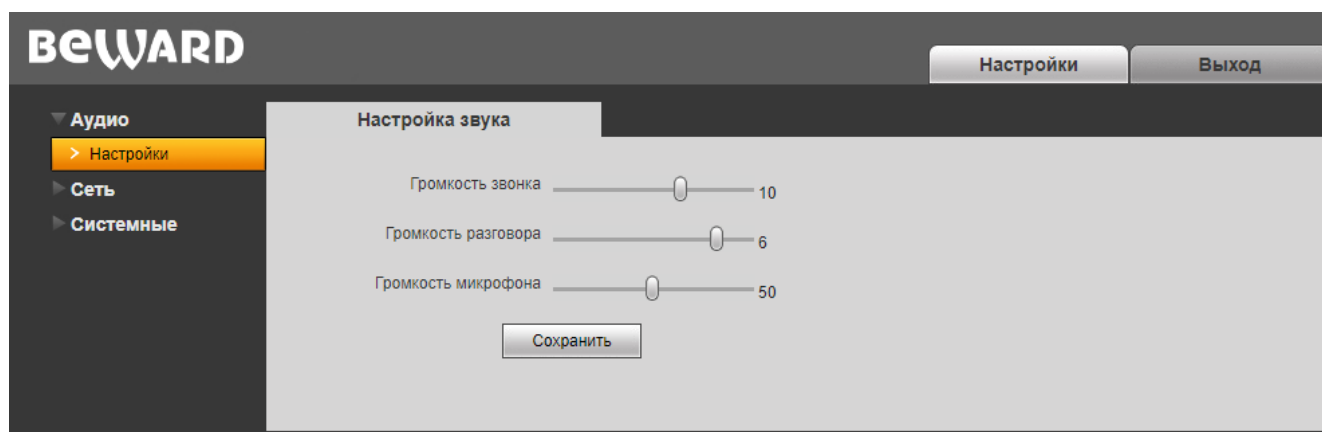 BEWARD
Настройки
Выход
Аудио
> Настройки
Сеть
Системные
Настройка звука
Громкость звонка 10
Громкость разговора 6
Громкость микрофона 50
Сохранить